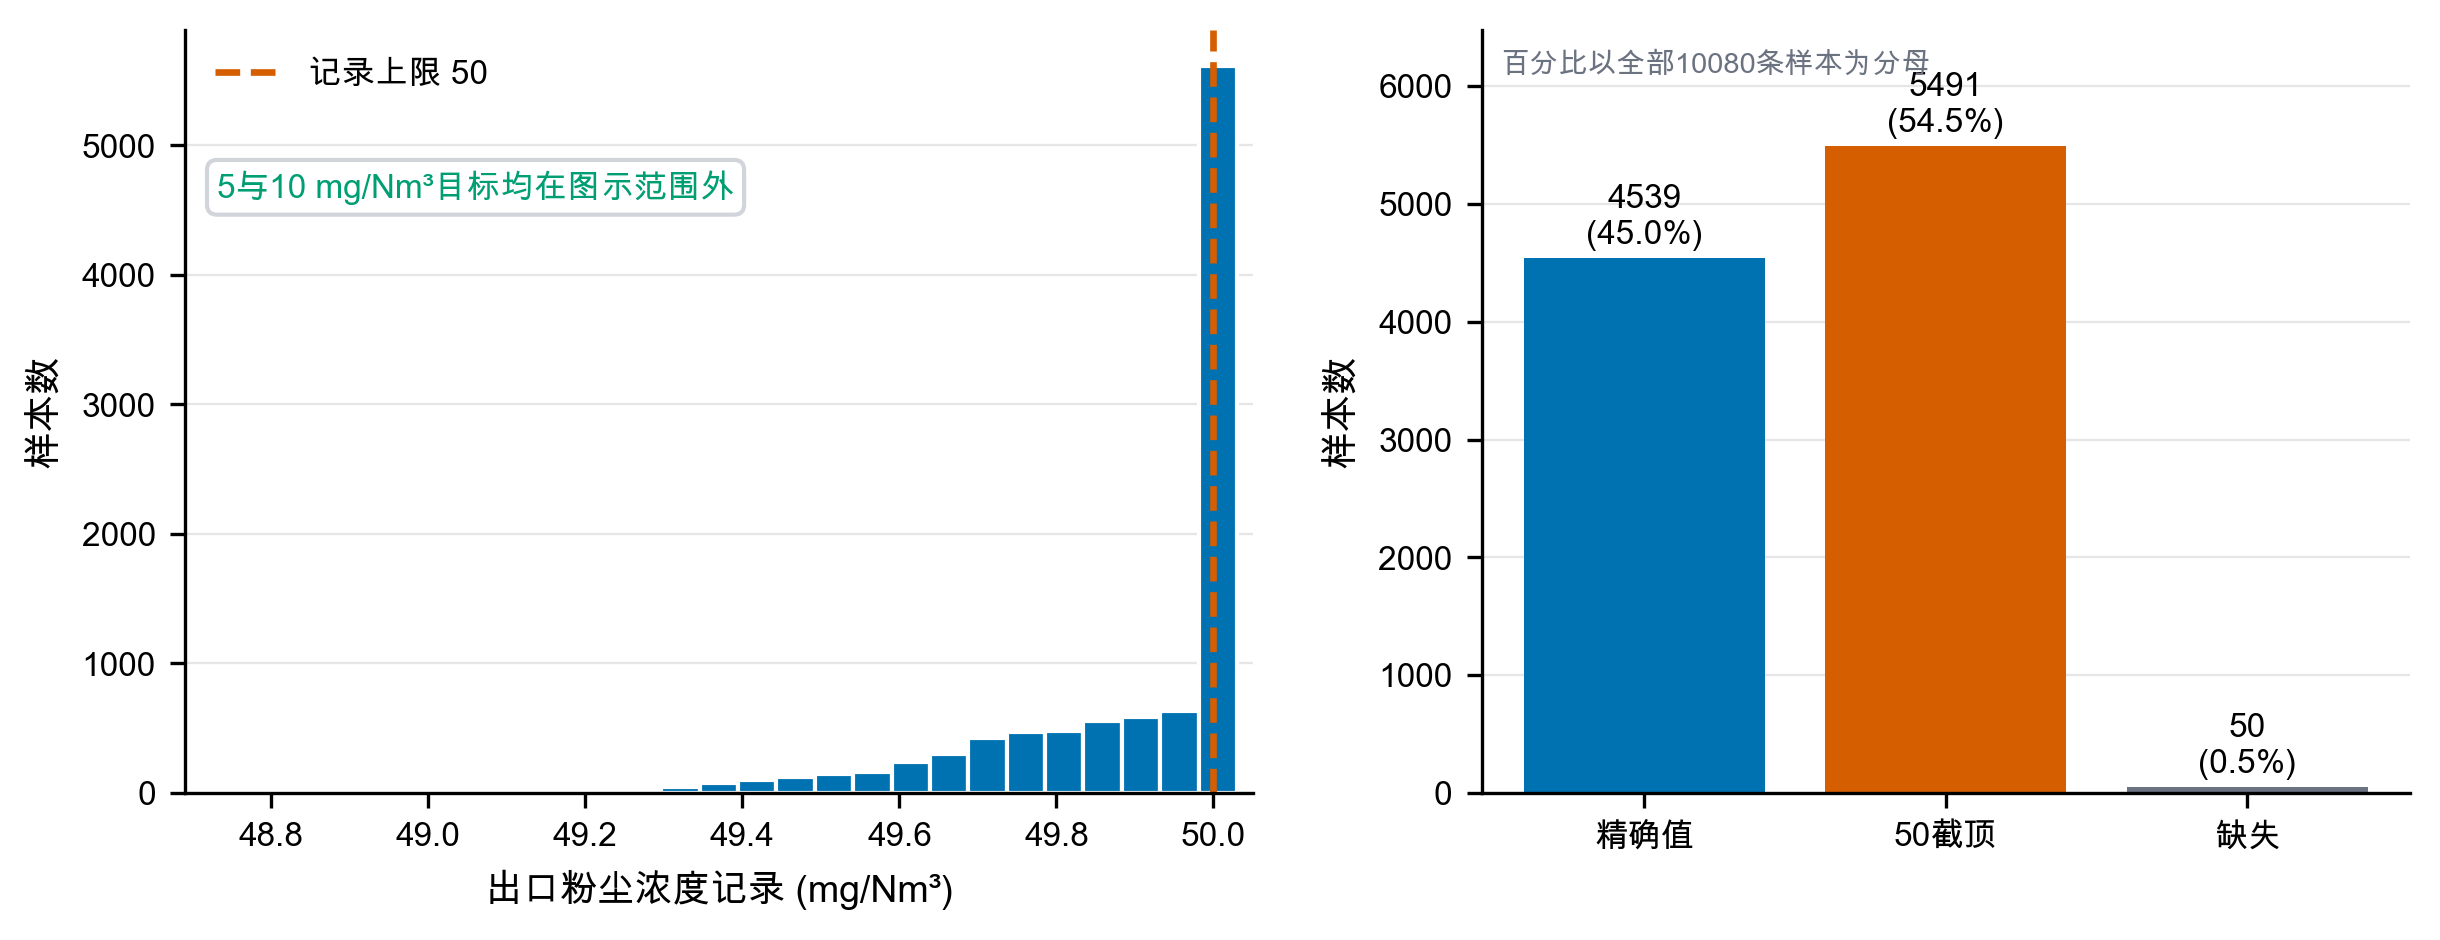 记录上限 50
5与10 mg/Nm³目标均在图示范围外
样本数
5000
4000
3000
2000
1000
0
48.8 49.0 49.2 49.4 49.6 49.8 50.0
出口粉尘浓度记录 (mg/Nm³)
百分比以全部10080条样本为分母
样本数
6000
5000
4000
3000
2000
1000
0
4539
(45.0%)
5491
(54.5%)
50
(0.5%)
精确值 50截顶 缺失